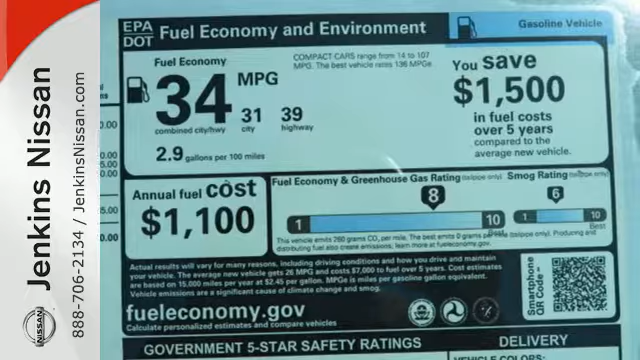 Jenkins Nissan
888-706-2134 / JenkinsNissan.com
NISSAN
EPA
DOT
Fuel Economy and Environment
Gasoline Vehicle
Fuel Economy
34 MPG
combined city/hwy
31
city
39
highway
2.9 gallons per 100 miles
COMPACT CARS range from 14 to 107
MPG. The best vehicle rates 136 MPGe.
You save
$1,500
in fuel costs
over 5 years
compared to the
average new vehicle.
Annual fuel cost
$1,100
Fuel Economy & Greenhouse Gas Rating (tailpipe only)
1
8
10
Best
Smog Rating (tailpipe only)
1
6
10
Best
This vehicle emits 260 grams CO2 per mile. The best emits 0 grams per mile (tailpipe only). Producing and
distributing fuel also create emissions; learn more at fueleconomy.gov.
Actual results will vary for many reasons, including driving conditions and how you drive and maintain
your vehicle. The average new vehicle gets 26 MPG and costs $7,000 to fuel over 5 years. Cost estimates
are based on 15,000 miles per year at $2.45 per gallon. MPGe is miles per gasoline gallon equivalent.
Vehicle emissions are a significant cause of climate change and smog.
fueleconomy.gov
Calculate personalized estimates and compare vehicles
Smartphone
QR Code™
GOVERNMENT 5-STAR SAFETY RATINGS
DELIVERY
VEHICLE COLORS